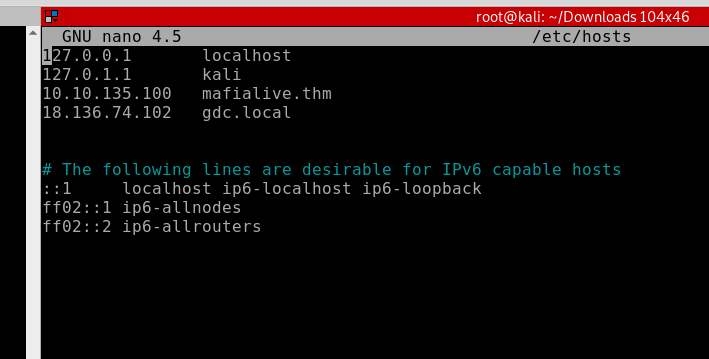 root@kali: ~/Downloads 104x46
GNU nano 4.5 /etc/hosts
127.0.0.1 localhost
127.0.1.1 kali
10.10.135.100 mafialive.thm
18.136.74.102 gdc.local
# The following lines are desirable for IPv6 capable hosts
::1 localhost ip6-localhost ip6-loopback
ff02::1 ip6-allnodes
ff02::2 ip6-allrouters